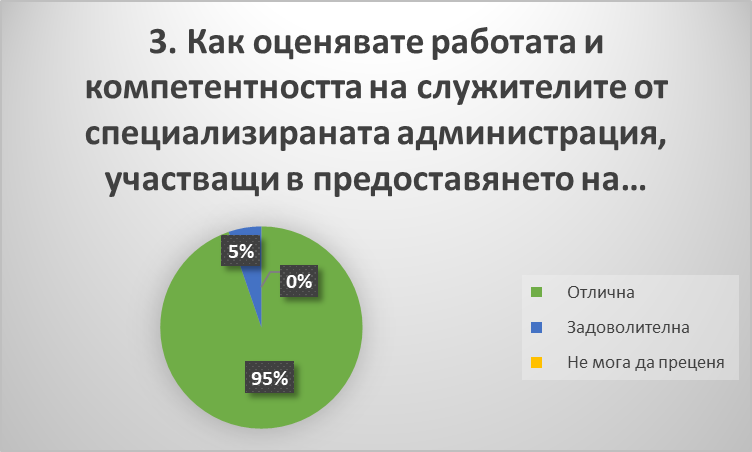 3. Как оценявате работата и
компетентността на служителите от
специализираната администрация,
участващи в предоставянето на…
5%
0%
95%
Отлична
Задоволителна
Не мога да преценя